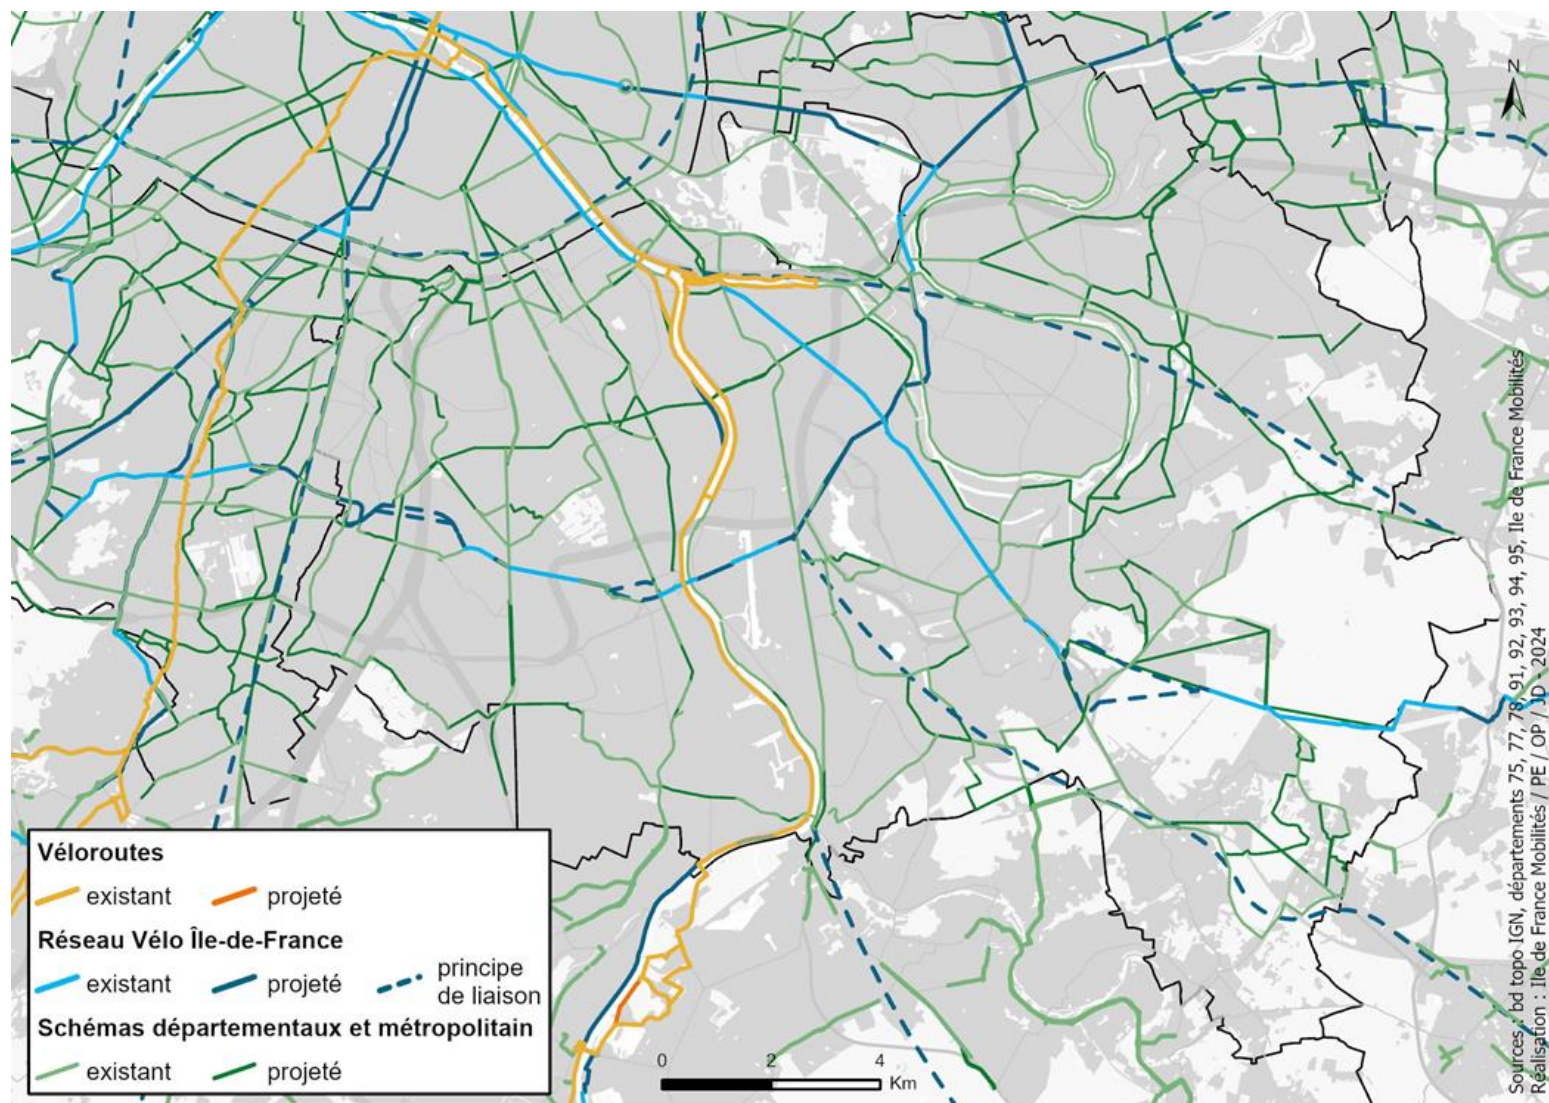 N
Véloroutes
existant projeté
Réseau Vélo Île-de-France
existant projeté principe de liaison
Schémas départementaux et métropolitain
existant projeté
0 2 4 Km
Sources : bd topo IGN, départements 75, 77, 78, 91, 92, 93, 94, 95, Ile de France Mobilités
Réalisation : Ile de France Mobilités / PE / OP / JD - 2024